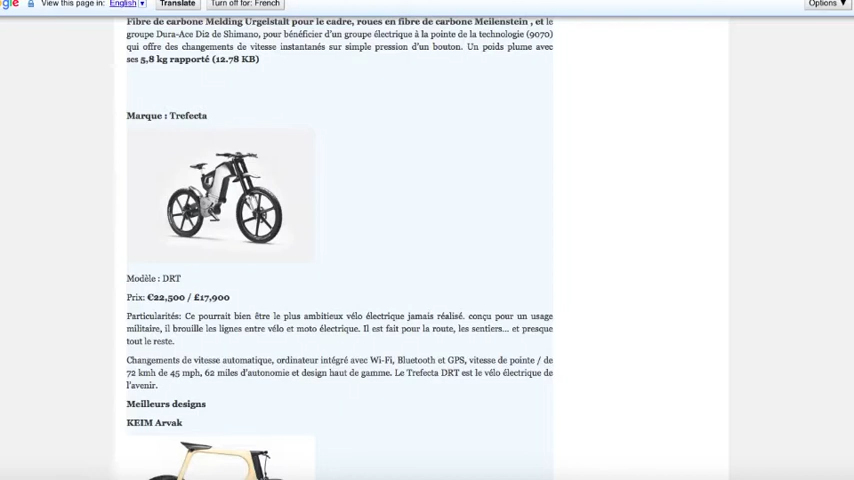 gle View this page in: English ▼ Translate Turn off for: French Options ▼
Fibre de carbone Melding Urgeistalt pour le cadre, roues en fibre de carbone Meilenstein , et le
groupe Dura-Ace Di2 de Shimano, pour bénéficier d'un groupe électrique à la pointe de la technologie (9070)
qui offre des changements de vitesse instantanés sur simple pression d'un bouton. Un poids plume avec
ses 5,8 kg rapporté (12.78 KB)
Marque : Trefecta
Modèle : DRT
Prix: €22,500 / £17,900
Particularités: Ce pourrait bien être le plus ambitieux vélo électrique jamais réalisé. conçu pour un usage
militaire, il brouille les lignes entre vélo et moto électrique. Il est fait pour la route, les sentiers... et presque
tout le reste.
Changements de vitesse automatique, ordinateur intégré avec Wi-Fi, Bluetooth et GPS, vitesse de pointe / de
72 kmh de 45 mph, 62 miles d'autonomie et design haut de gamme. Le Trefecta DRT est le vélo électrique de
l'avenir.
Meilleurs designs
KEIM Arvak